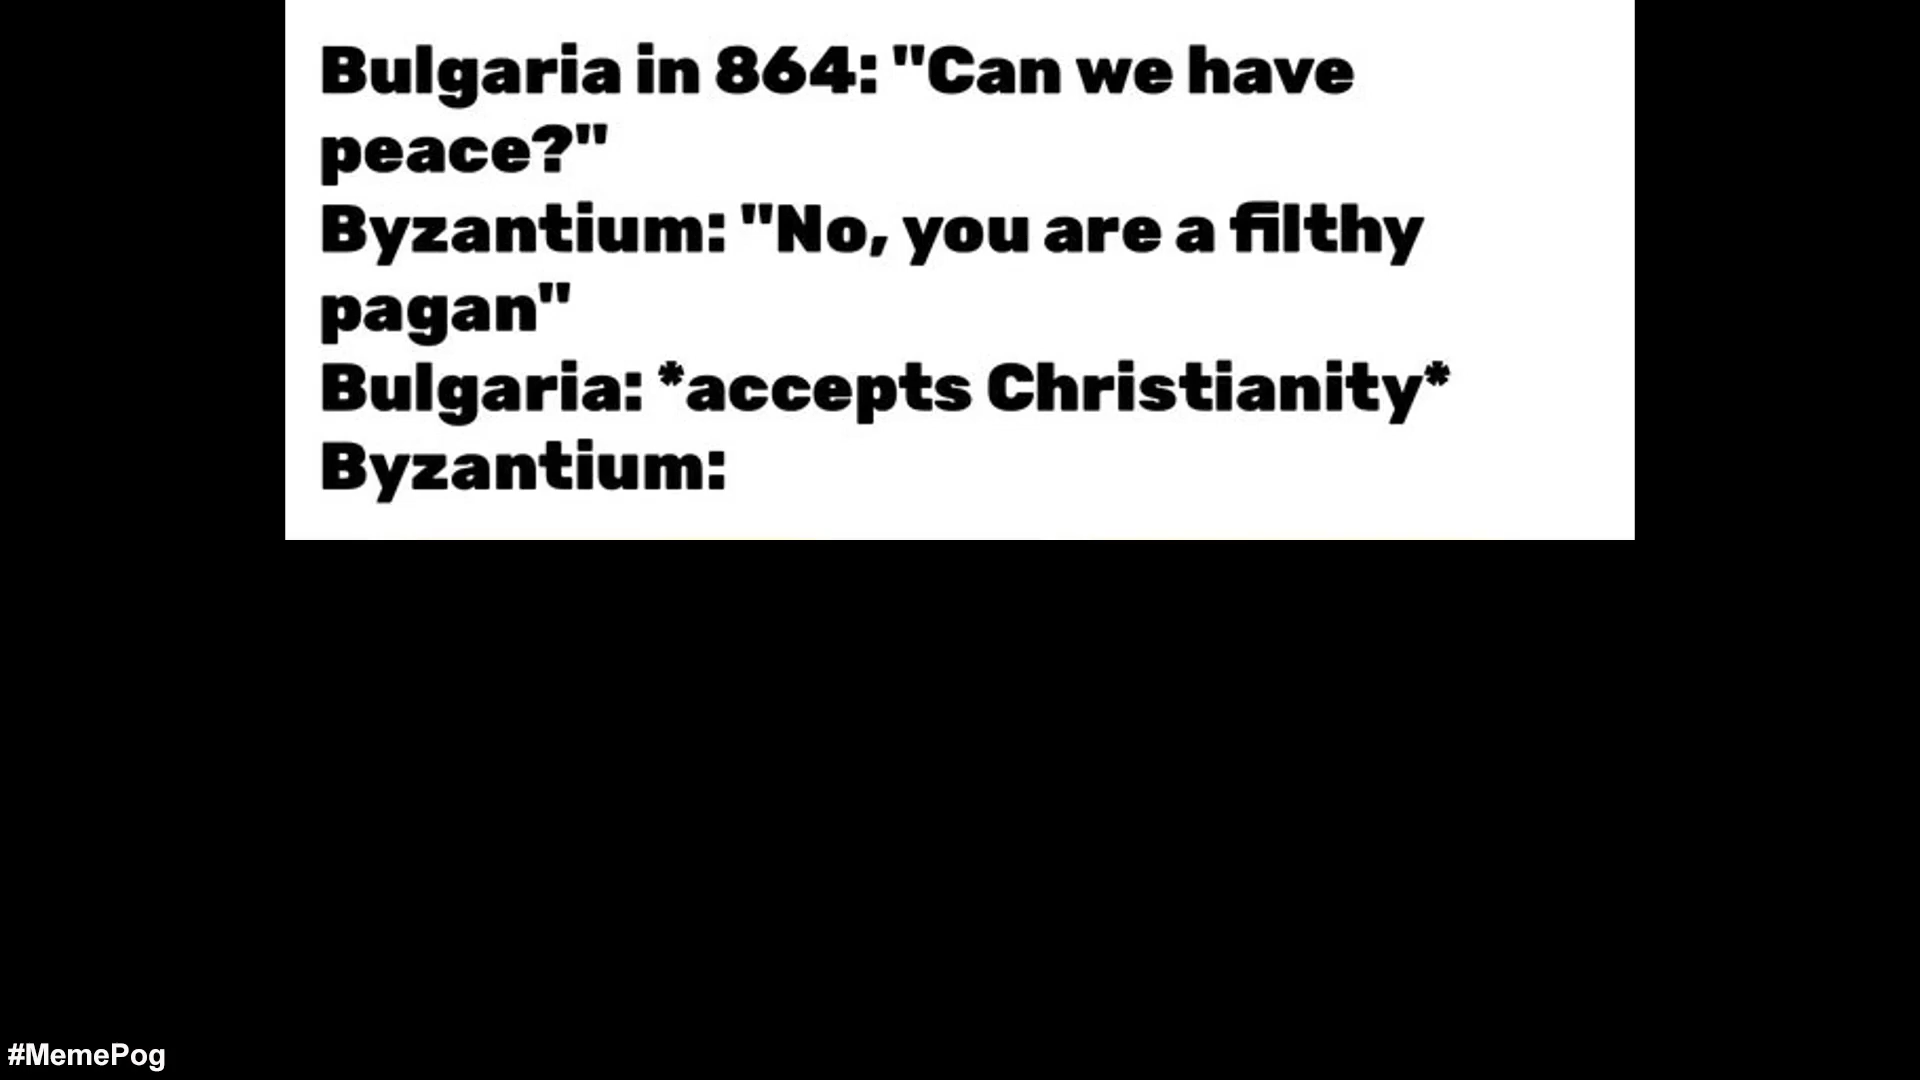 Bulgaria in 864: "Can we have
peace?"
Byzantium: "No, you are a filthy
pagan"
Bulgaria: *accepts Christianity*
Byzantium:
#MemePog